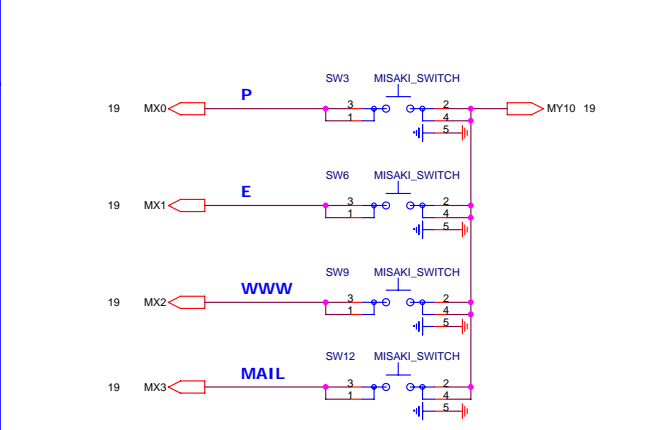 SW3 MISAKI_SWITCH
P
19 MX0 3 2 MY10 19
1 4
5
SW6 MISAKI_SWITCH
E
19 MX1 3 2
1 4
5
SW9 MISAKI_SWITCH
WWW
19 MX2 3 2
1 4
5
SW12 MISAKI_SWITCH
MAIL
19 MX3 3 2
1 4
5